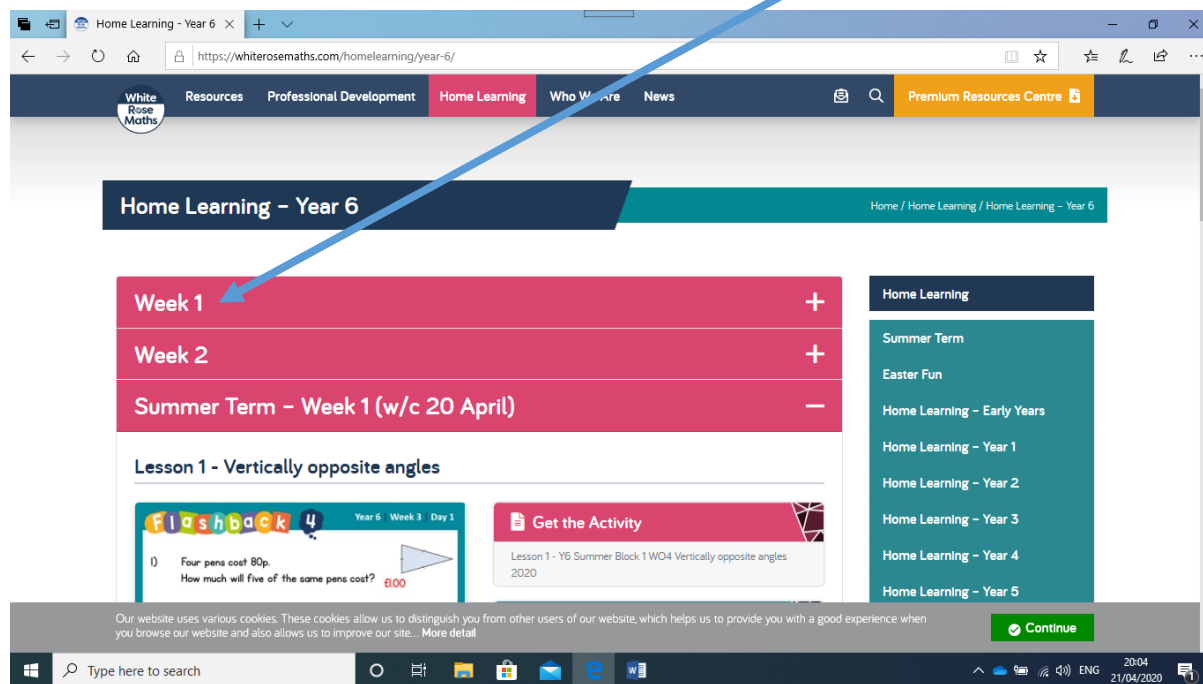 Home Learning - Year 6
https://whiterosemaths.com/homelearning/year-6/
White Rose Maths
Resources
Professional Development
Home Learning
Who We Are
News
Premium Resources Centre
Home Learning – Year 6
Home / Home Learning / Home Learning – Year 6
Week 1
Week 2
Summer Term – Week 1 (w/c 20 April)
Lesson 1 - Vertically opposite angles
Flashback 4
Year 6 Week 3 Day 1
1) Four pens cost 80p.
How much will five of the same pens cost? £1.00
Get the Activity
Lesson 1 - Y6 Summer Block 1 WO4 Vertically opposite angles
2020
Home Learning
Summer Term
Easter Fun
Home Learning – Early Years
Home Learning – Year 1
Home Learning – Year 2
Home Learning – Year 3
Home Learning – Year 4
Home Learning – Year 5
Our website uses various cookies. These cookies allow us to distinguish you from other users of our website, which helps us to provide you with a good experience when
you browse our website and also allows us to improve our site... More detail
Continue
Type here to search
ENG
20:04
21/04/2020